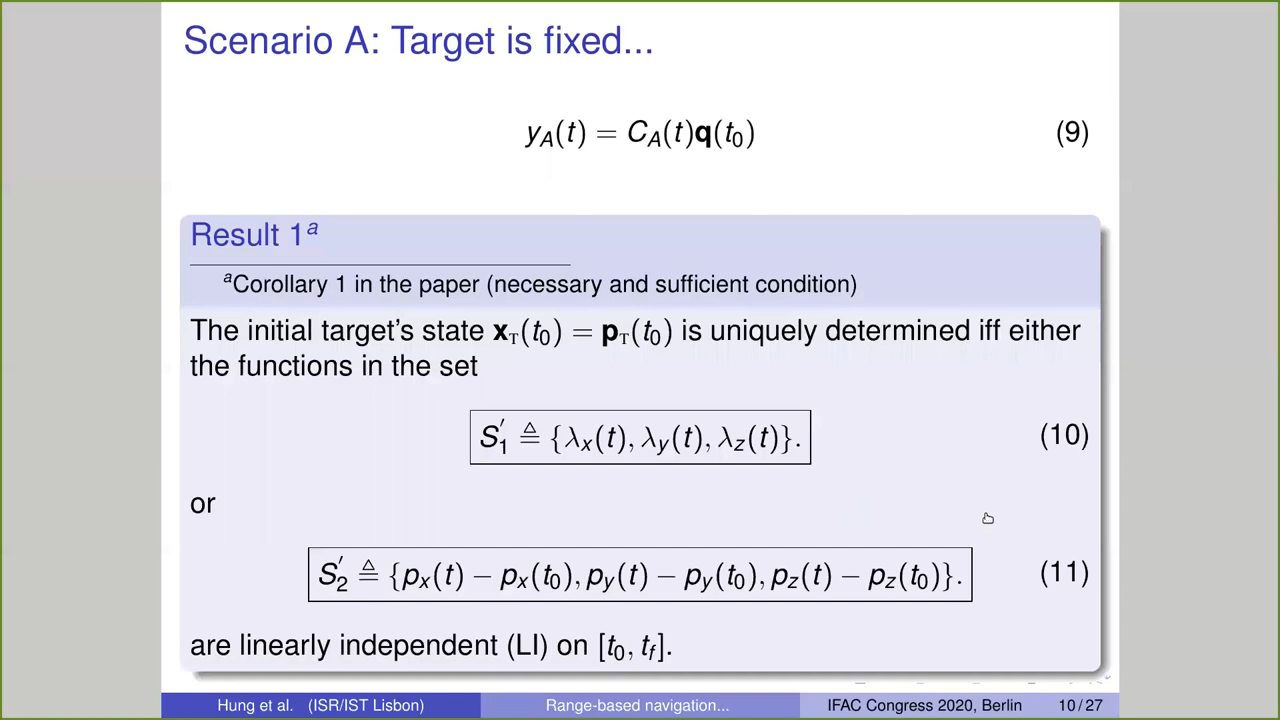 Scenario A: Target is fixed...
y_A(t) = C_A(t)q(t_0) (9)
Result 1^a
^aCorollary 1 in the paper (necessary and sufficient condition)
The initial target's state x_T(t_0) = p_T(t_0) is uniquely determined iff either
the functions in the set
S'_1 ≜ {λ_x(t), λ_y(t), λ_z(t)}. (10)
or
S'_2 ≜ {p_x(t) − p_x(t_0), p_y(t) − p_y(t_0), p_z(t) − p_z(t_0)}. (11)
are linearly independent (LI) on [t_0, t_f].
Hung et al. (ISR/IST Lisbon) Range-based navigation... IFAC Congress 2020, Berlin 10 / 27